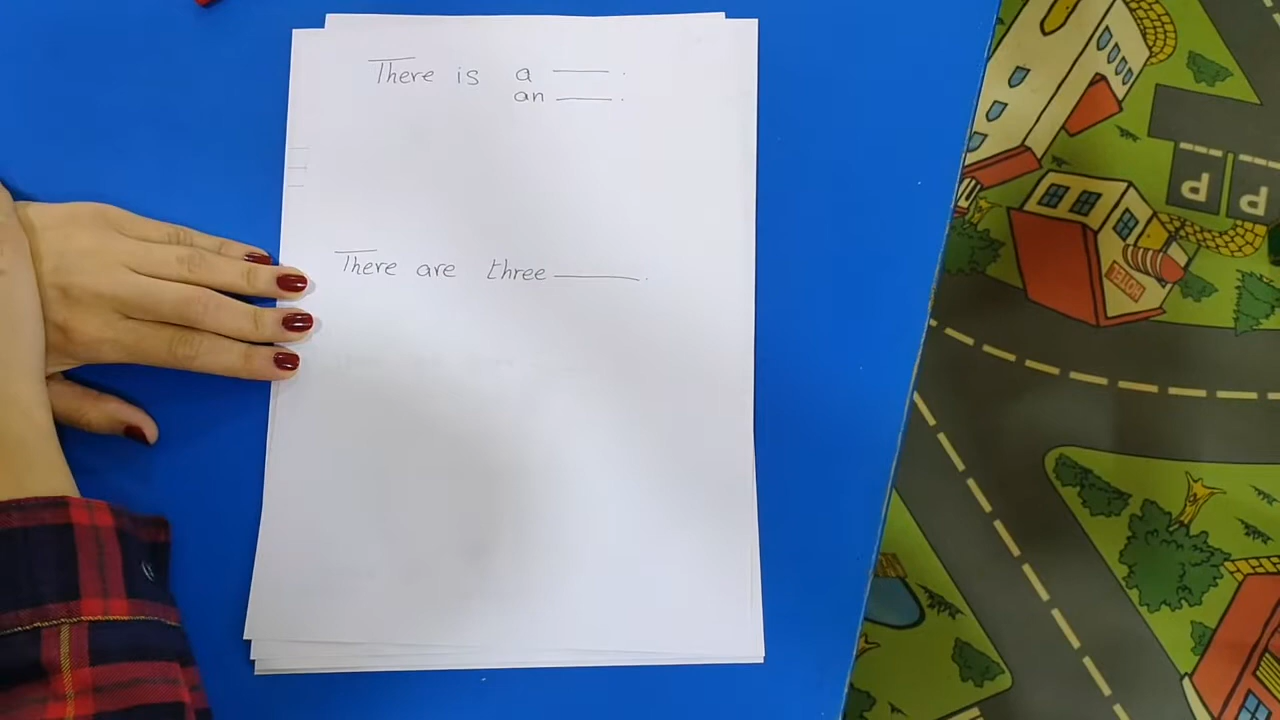 There is a ____.
an ____.
There are three ____.
P P
HOTEL